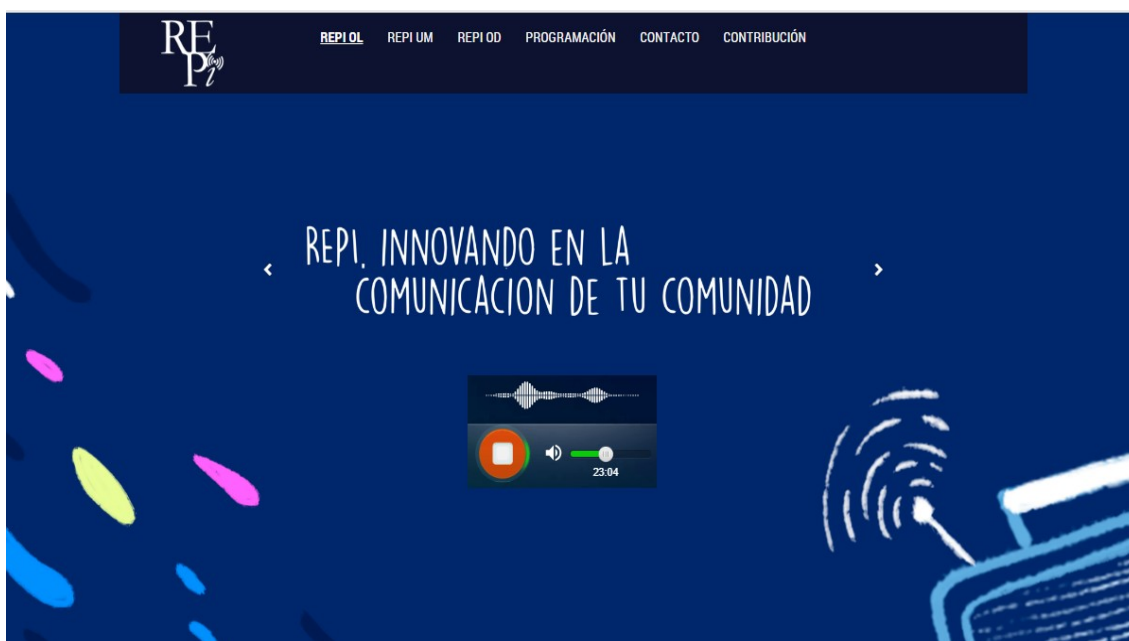 REPi
REPI OL REPI UM REPI OD PROGRAMACIÓN CONTACTO CONTRIBUCIÓN
REPI. INNOVANDO EN LA
COMUNICACION DE TU COMUNIDAD
23:04